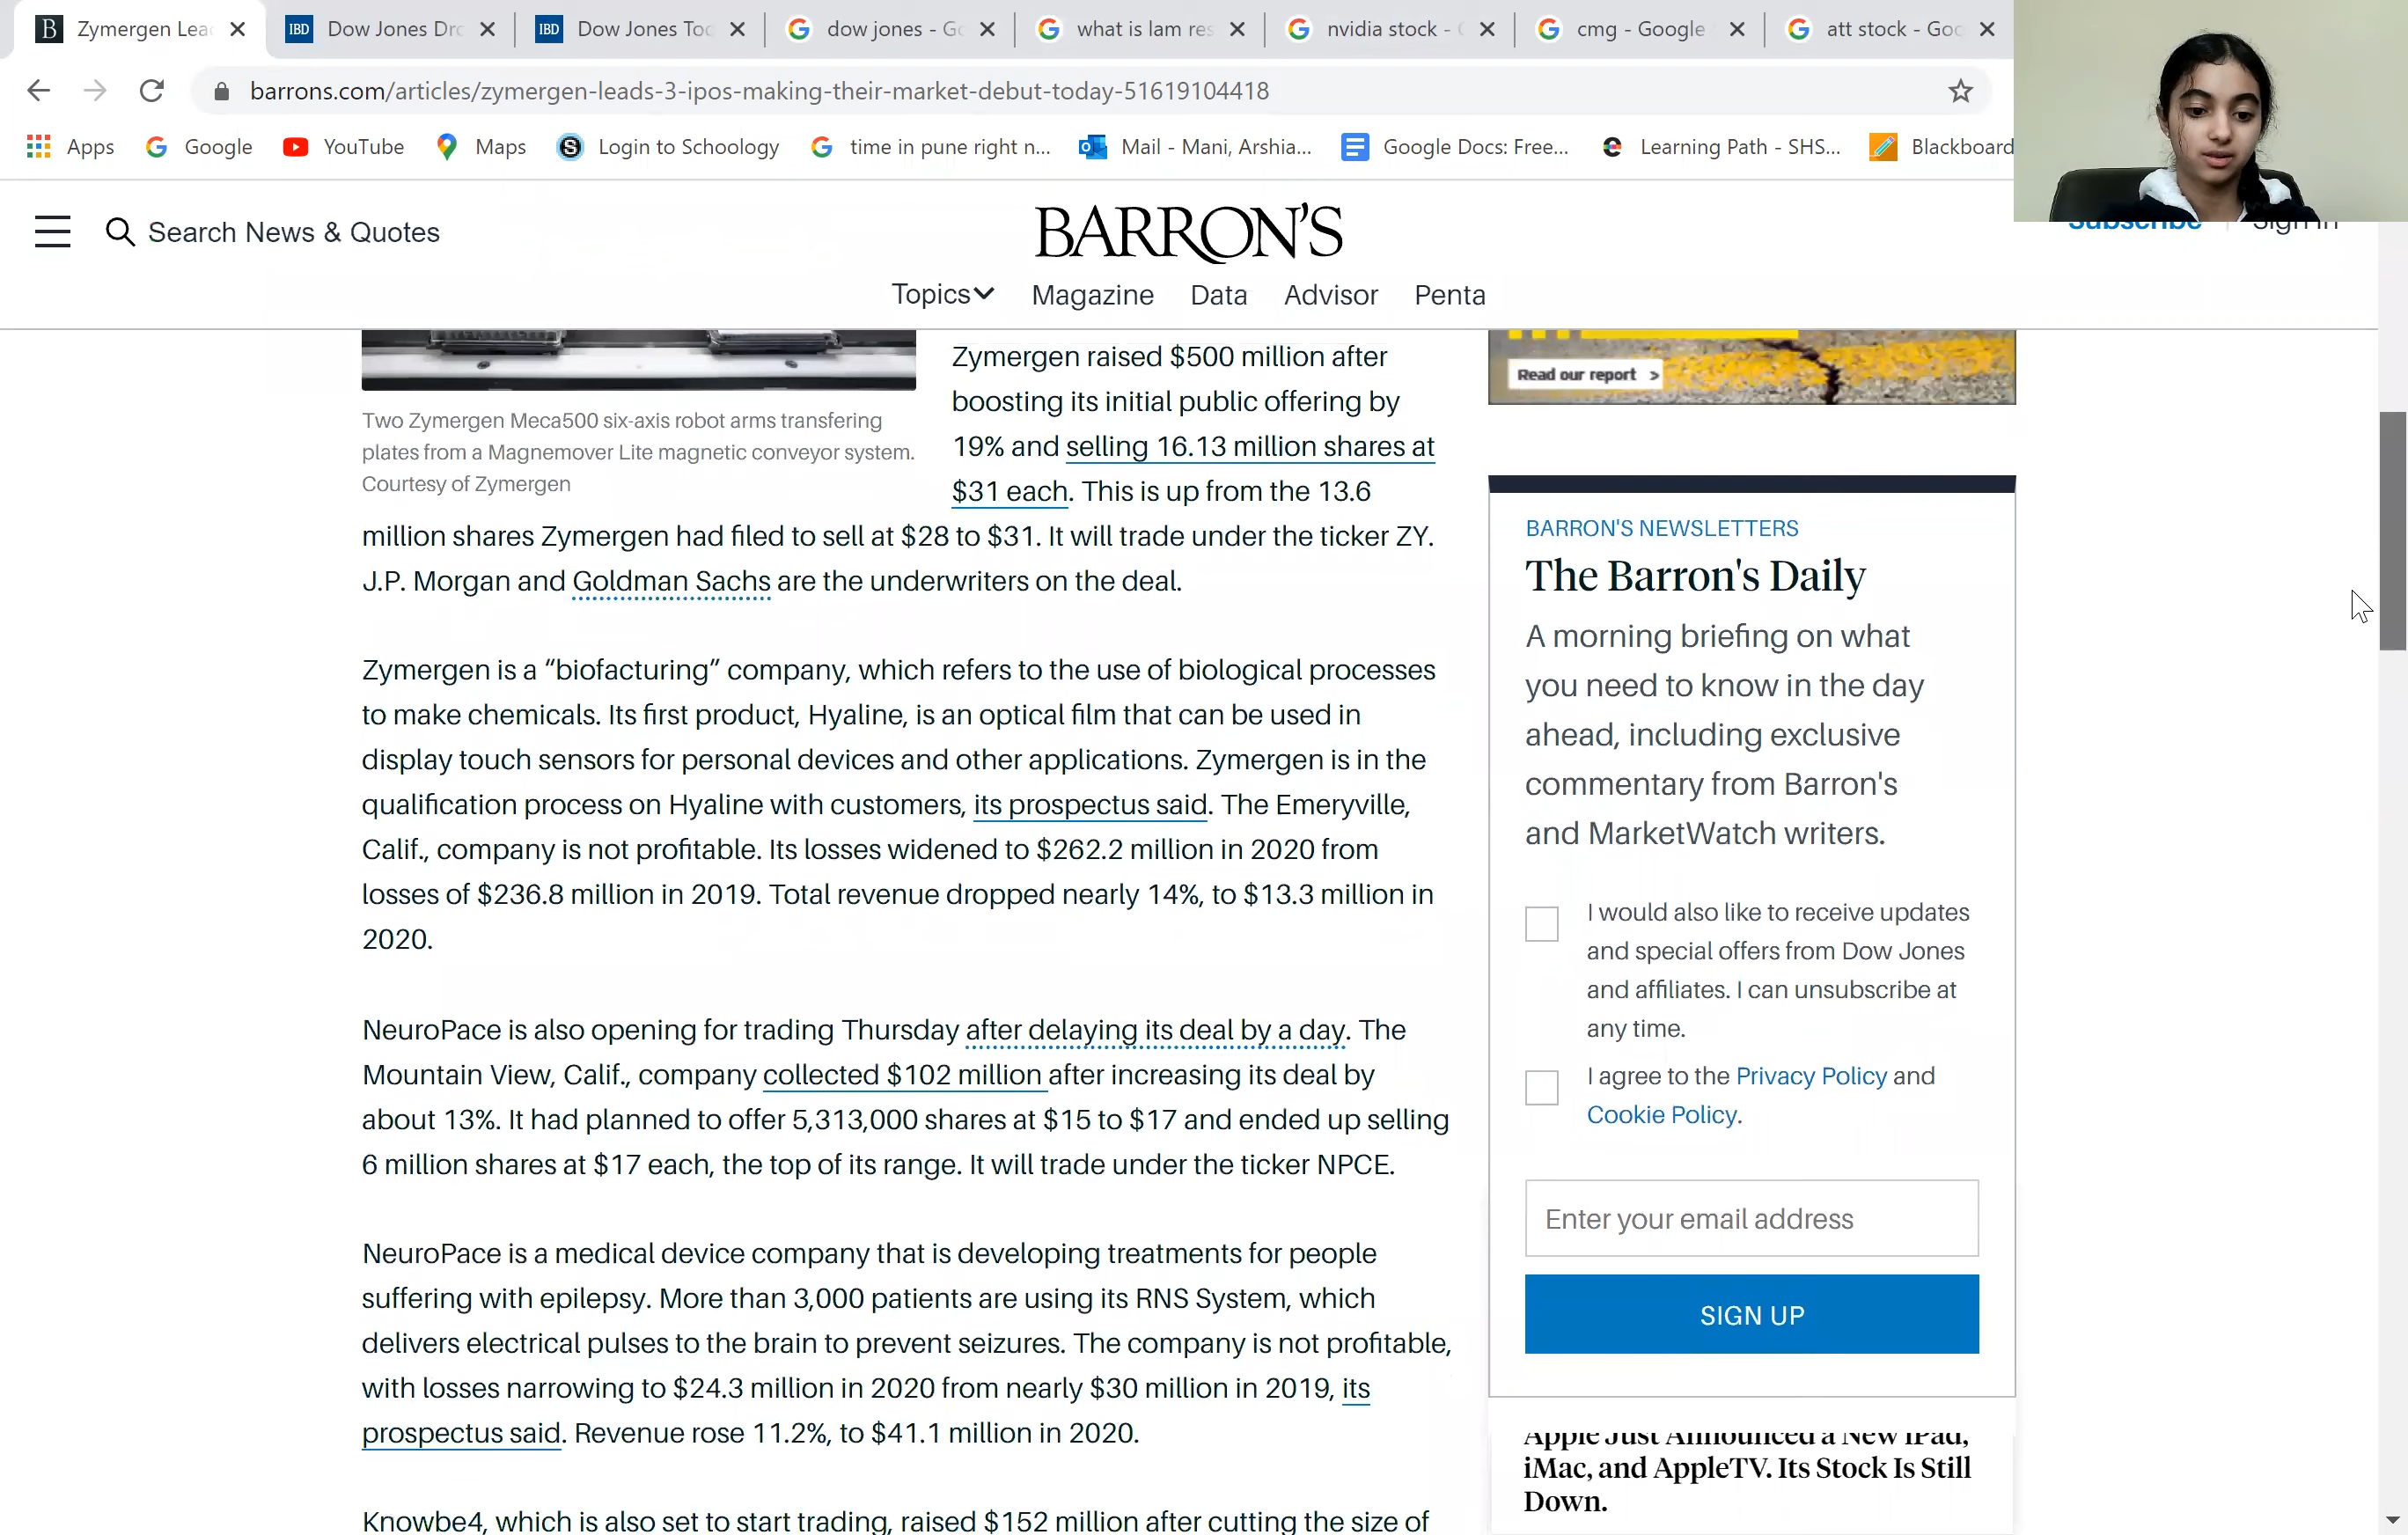 Zymergen Lea
Dow Jones Dro
Dow Jones Too
dow jones - Go
what is lam res
nvidia stock -
cmg - Google
att stock - Goo
barrons.com/articles/zymergen-leads-3-ipos-making-their-market-debut-today-51619104418
Apps
Google
YouTube
Maps
Login to Schoology
time in pune right n...
Mail - Mani, Arshia...
Google Docs: Free...
Learning Path - SHS...
Blackboard
Search News & Quotes
BARRON'S
Subscribe
Sign In
Topics
Magazine
Data
Advisor
Penta
Two Zymergen Meca500 six-axis robot arms transfering
plates from a Magnemover Lite magnetic conveyor system.
Courtesy of Zymergen
Zymergen raised $500 million after
boosting its initial public offering by
19% and selling 16.13 million shares at
$31 each. This is up from the 13.6
million shares Zymergen had filed to sell at $28 to $31. It will trade under the ticker ZY.
J.P. Morgan and Goldman Sachs are the underwriters on the deal.
Zymergen is a “biofacturing” company, which refers to the use of biological processes
to make chemicals. Its first product, Hyaline, is an optical film that can be used in
display touch sensors for personal devices and other applications. Zymergen is in the
qualification process on Hyaline with customers, its prospectus said. The Emeryville,
Calif., company is not profitable. Its losses widened to $262.2 million in 2020 from
losses of $236.8 million in 2019. Total revenue dropped nearly 14%, to $13.3 million in
2020.
NeuroPace is also opening for trading Thursday after delaying its deal by a day. The
Mountain View, Calif., company collected $102 million after increasing its deal by
about 13%. It had planned to offer 5,313,000 shares at $15 to $17 and ended up selling
6 million shares at $17 each, the top of its range. It will trade under the ticker NPCE.
NeuroPace is a medical device company that is developing treatments for people
suffering with epilepsy. More than 3,000 patients are using its RNS System, which
delivers electrical pulses to the brain to prevent seizures. The company is not profitable,
with losses narrowing to $24.3 million in 2020 from nearly $30 million in 2019, its
prospectus said. Revenue rose 11.2%, to $41.1 million in 2020.
Knowbe4, which is also set to start trading, raised $152 million after cutting the size of
Read our report >
BARRON'S NEWSLETTERS
The Barron's Daily
A morning briefing on what
you need to know in the day
ahead, including exclusive
commentary from Barron's
and MarketWatch writers.
I would also like to receive updates
and special offers from Dow Jones
and affiliates. I can unsubscribe at
any time.
I agree to the Privacy Policy and
Cookie Policy.
Enter your email address
SIGN UP
Apple Just Announced a New iPad,
iMac, and AppleTV. Its Stock Is Still
Down.